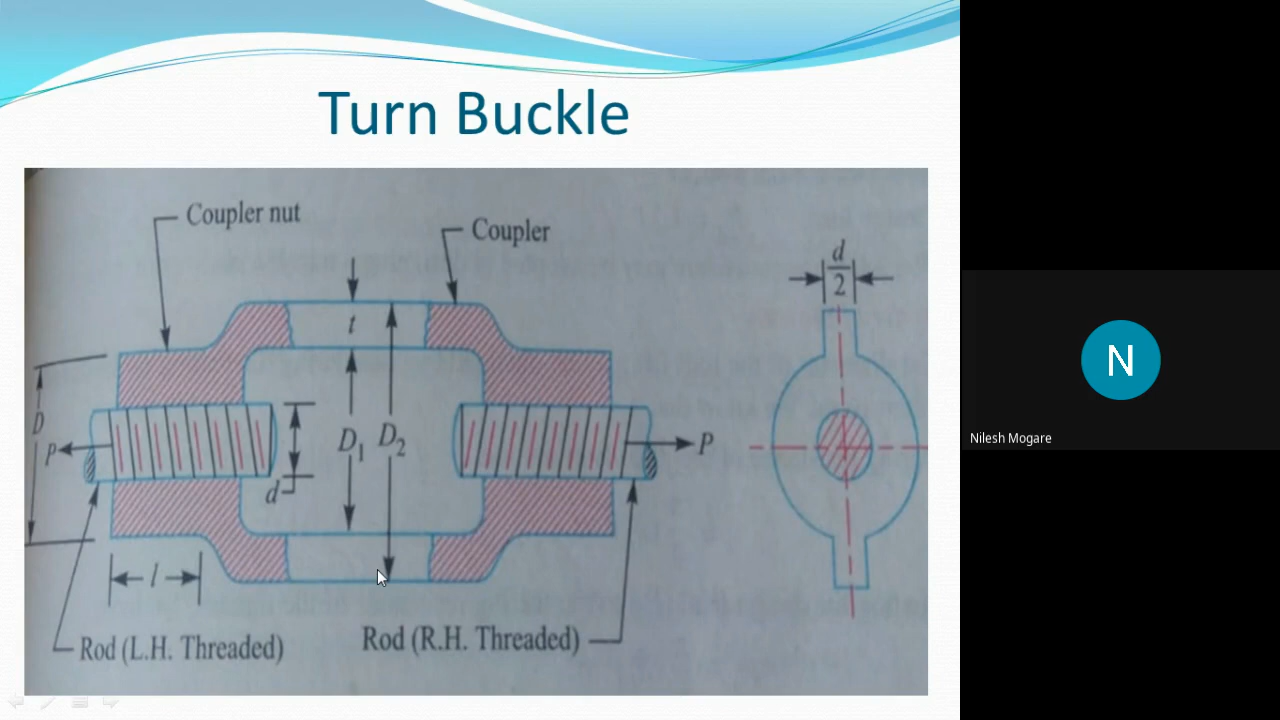 Turn Buckle
Coupler nut
Coupler
d
2
t
D
P
D1 D2
P
d
l
Rod (L.H. Threaded)
Rod (R.H. Threaded)
N
Nilesh Mogare